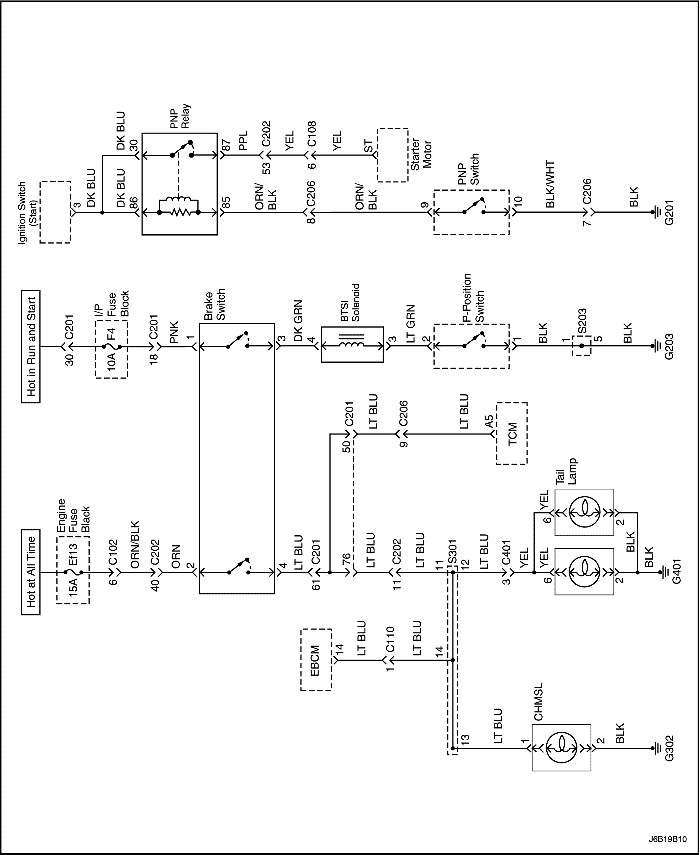 Ignition Switch
(Start)
3
DK BLU
DK BLU
30
DK BLU
86
PNP
Relay
87
PPL
53
C202
YEL
6
C108
YEL
ST
Starter
Motor
85
ORN/
BLK
8
C206
ORN/
BLK
9
PNP
Switch
10
BLK/WHT
7
C206
BLK
G201
Hot in Run and Start
30
C201
I/P
Fuse
Block
10A
F4
18
C201
PNK
1
Brake
Switch
3
DK GRN
4
BTSI
Solenoid
3
LT GRN
2
P-Position
Switch
1
BLK
1
S203
5
BLK
G203
50
C201
LT BLU
9
C206
LT BLU
A5
TCM
Hot at All Time
Engine
Fuse
Black
15A
Ef13
6
C102
ORN/BLK
40
C202
ORN
2
4
LT BLU
61
C201
76
LT BLU
11
C202
LT BLU
11
S301
12
LT BLU
3
C401
YEL
YEL
6
Tail
Lamp
2
YEL
6
2
BLK
BLK
G401
EBCM
14
LT BLU
1
C110
LT BLU
14
13
LT BLU
1
CHMSL
2
BLK
G302
J6B19B10